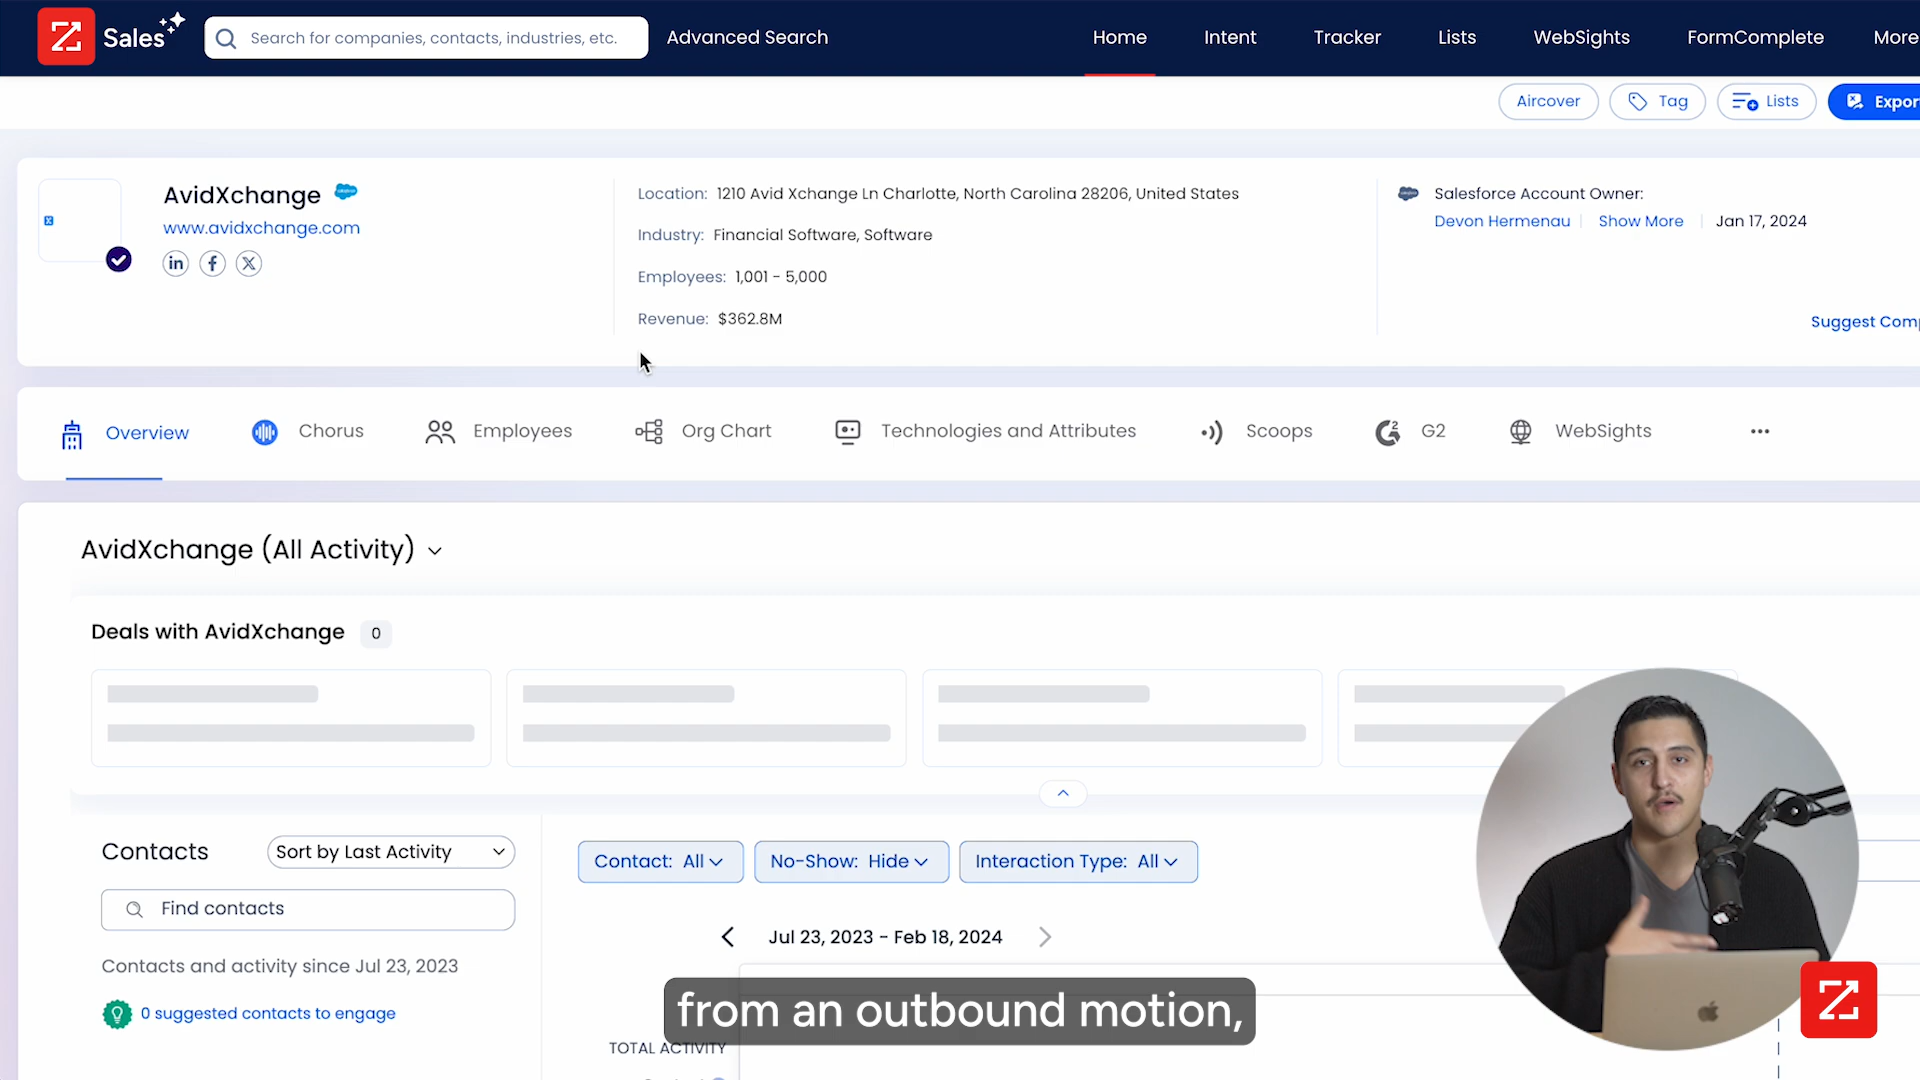 Sales
Search for companies, contacts, industries, etc.
Advanced Search
Home
Intent
Tracker
Lists
WebSights
FormComplete
More
Aircover
Tag
Lists
Expor
AvidXchange
www.avidxchange.com
Location: 1210 Avid Xchange Ln Charlotte, North Carolina 28206, United States
Industry: Financial Software, Software
Employees: 1,001 - 5,000
Revenue: $362.8M
Salesforce Account Owner:
Devon Hermenau
Show More
Jan 17, 2024
Suggest Comp
Overview
Chorus
Employees
Org Chart
Technologies and Attributes
Scoops
G2
WebSights
AvidXchange (All Activity)
Deals with AvidXchange 0
Contacts
Sort by Last Activity
Find contacts
Contacts and activity since Jul 23, 2023
0 suggested contacts to engage
Contact: All
No-Show: Hide
Interaction Type: All
Jul 23, 2023 - Feb 18, 2024
from an outbound motion,
TOTAL ACTIVITY